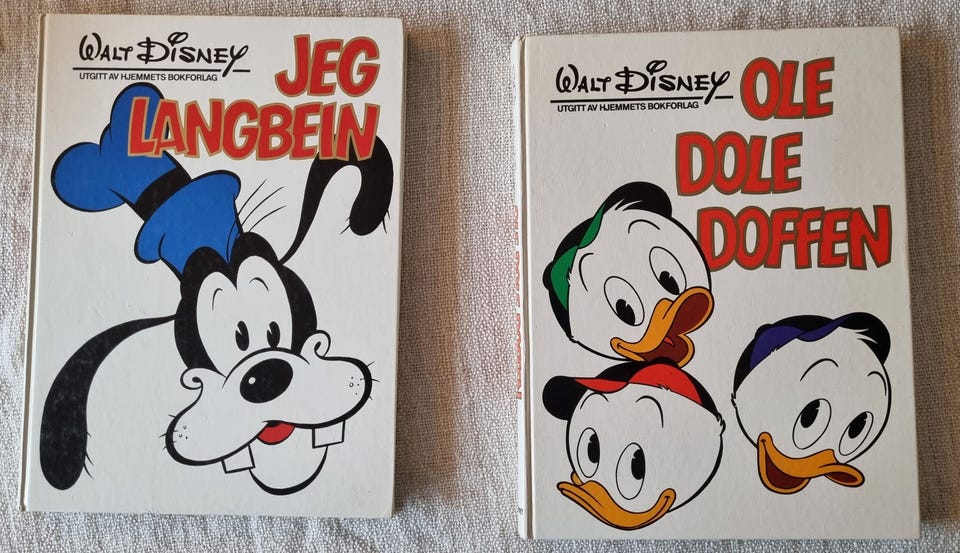 WALT DISNEY
UTGITT AV HJEMMETS BOKFORLAG
JEG
LANGBEIN
WALT DISNEY
UTGITT AV HJEMMETS BOKFORLAG
OLE
DOLE
DOFFEN